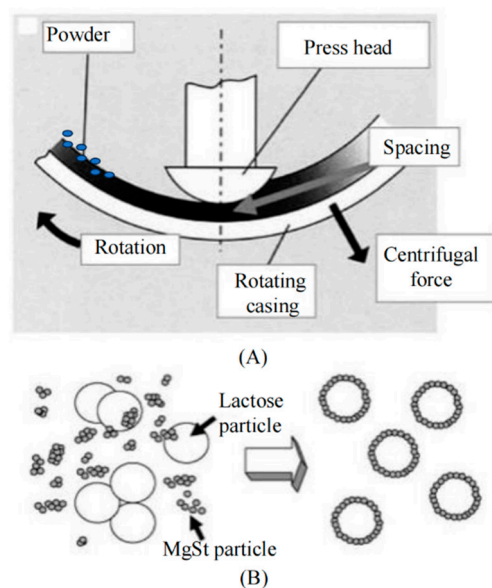 Powder
Press head
Spacing
Rotation
Rotating
casing
Centrifugal
force
(A)
Lactose
particle
MgSt particle
(B)